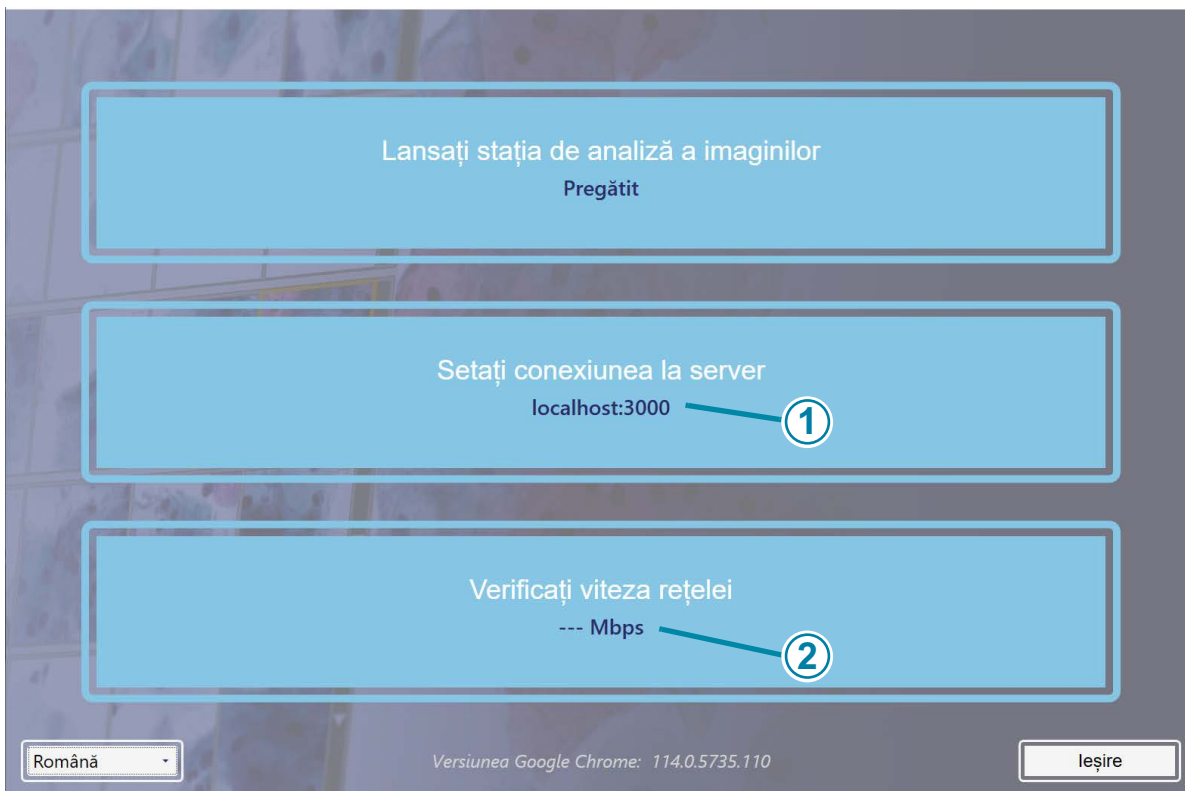 Lansați stația de analiză a imaginilor
Pregătit
Setați conexiunea la server
localhost:3000
1
Verificați viteza rețelei
--- Mbps
2
Română
Versiunea Google Chrome: 114.0.5735.110
Ieșire